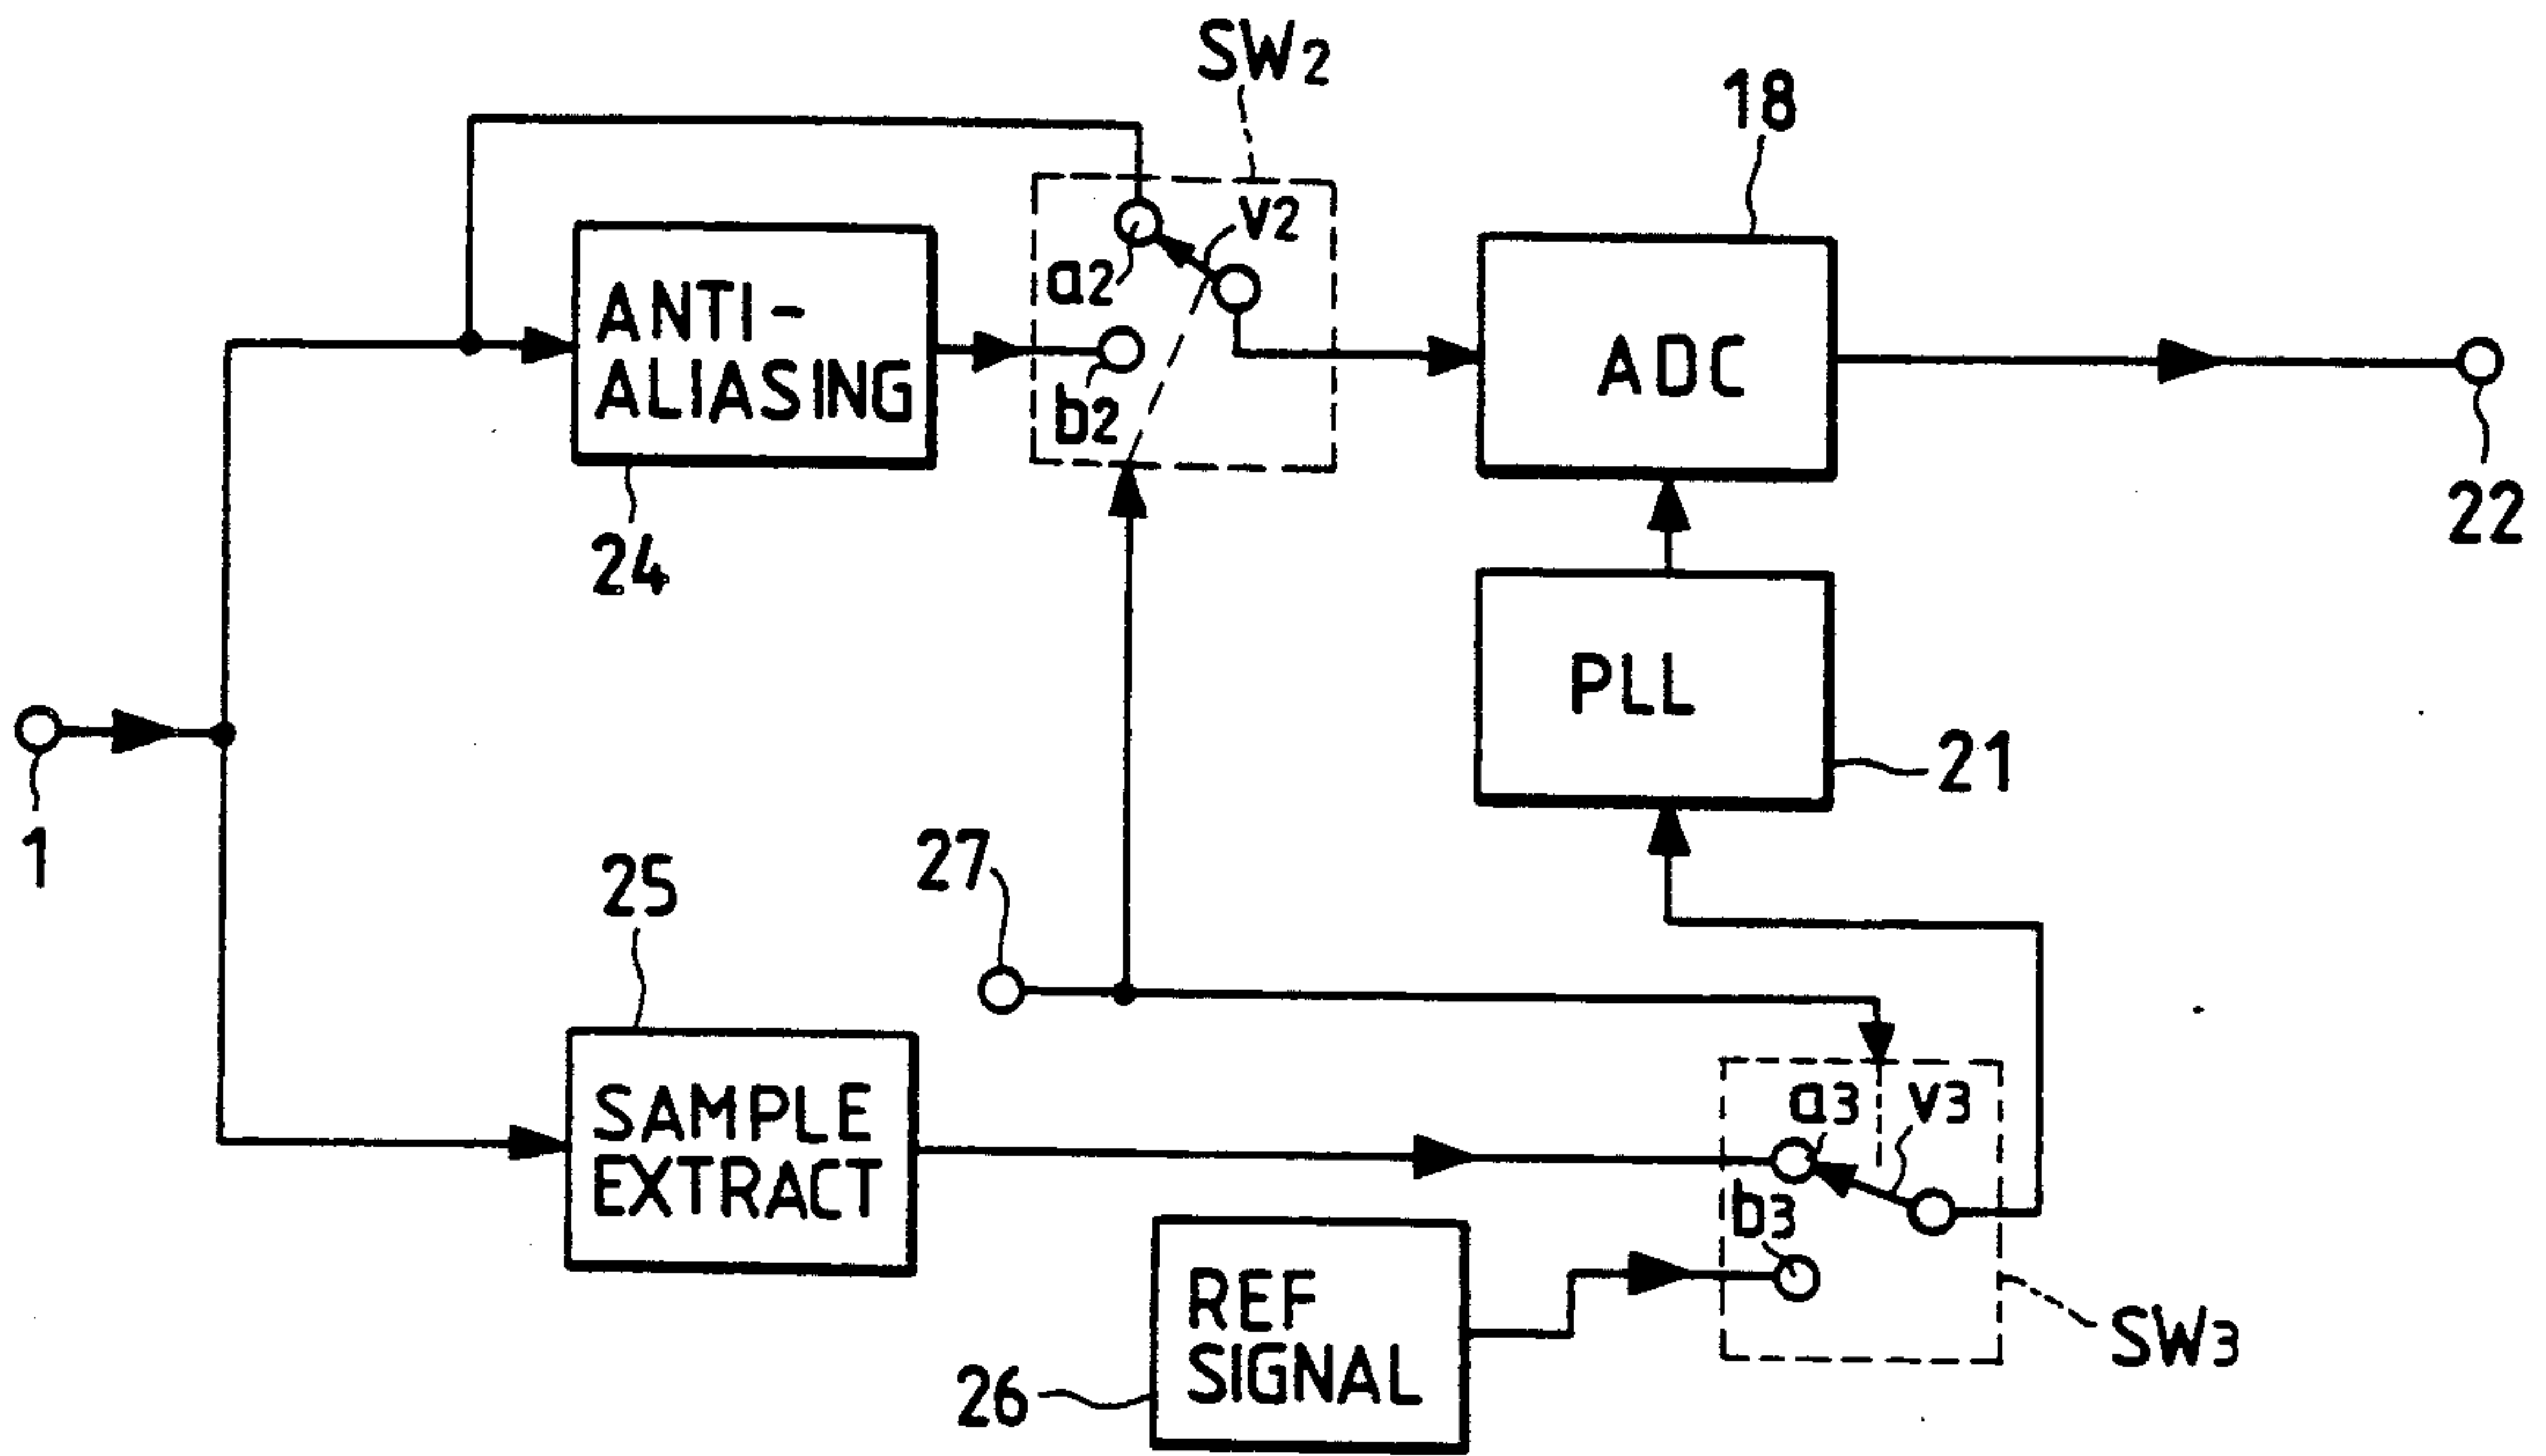 SW2
18
v2
a2
ANTI-
ALIASING
ADC
b2
22
24
PLL
21
1
27
25
SAMPLE
EXTRACT
a3
v3
b3
REF
SIGNAL
SW3
26